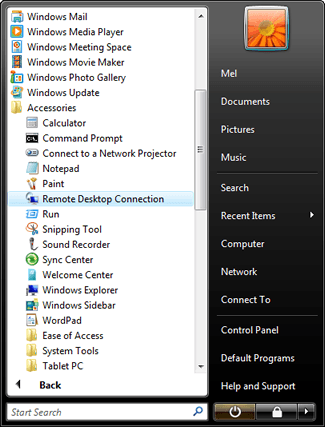 Windows Mail
Windows Media Player
Windows Meeting Space
Windows Movie Maker
Windows Photo Gallery
Windows Update
Accessories
Calculator
Command Prompt
Connect to a Network Projector
Notepad
Paint
Remote Desktop Connection
Run
Snipping Tool
Sound Recorder
Sync Center
Welcome Center
Windows Explorer
Windows Sidebar
WordPad
Ease of Access
System Tools
Tablet PC
Back
Start Search
Mel
Documents
Pictures
Music
Search
Recent Items
Computer
Network
Connect To
Control Panel
Default Programs
Help and Support